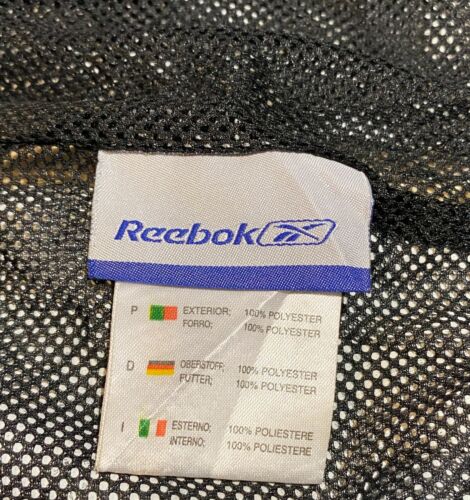 Reebok
P EXTERIOR: 100% POLYESTER
FORRO; 100% POLYESTER
D OBERSTOFF: 100% POLYESTER
FUTTER; 100% POLYESTER
I ESTERNO; 100% POLIESTERE
INTERNO; 100% POLIESTERE